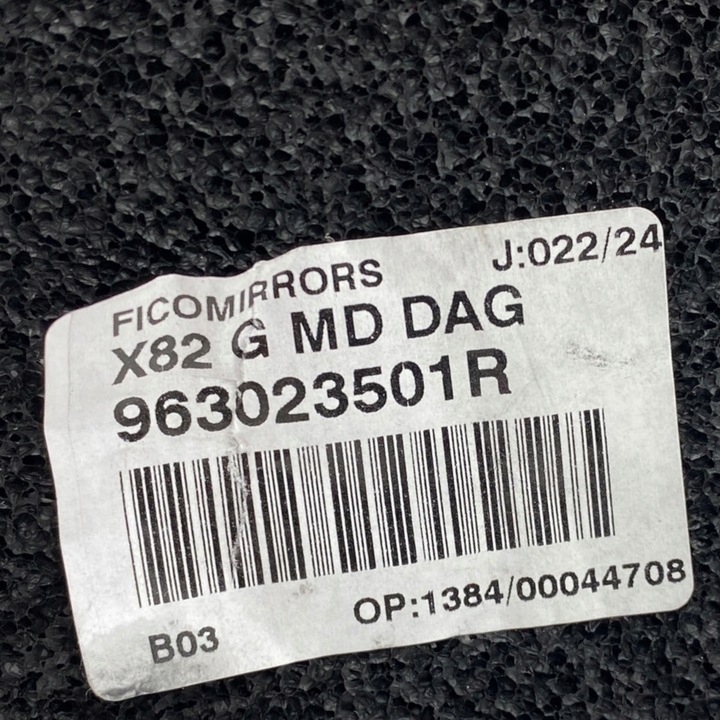 J:022/24
FICOMIRRORS
X82 G MD DAG
963023501R
OP:1384/00044708
B03